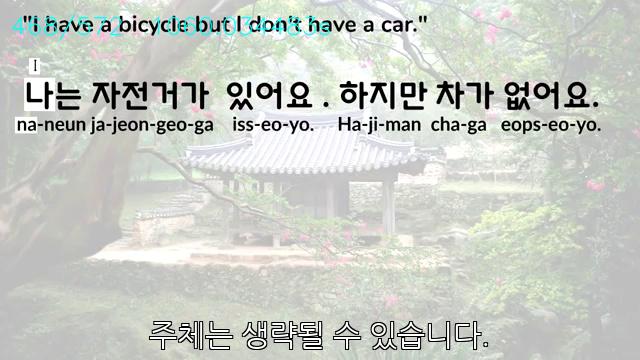 "I have a bicycle but I don't have a car."
I
나는 자전거가 있어요 . 하지만 차가 없어요.
na-neun ja-jeon-geo-ga iss-eo-yo. Ha-ji-man cha-ga eops-eo-yo.
주체는 생략될 수 있습니다.